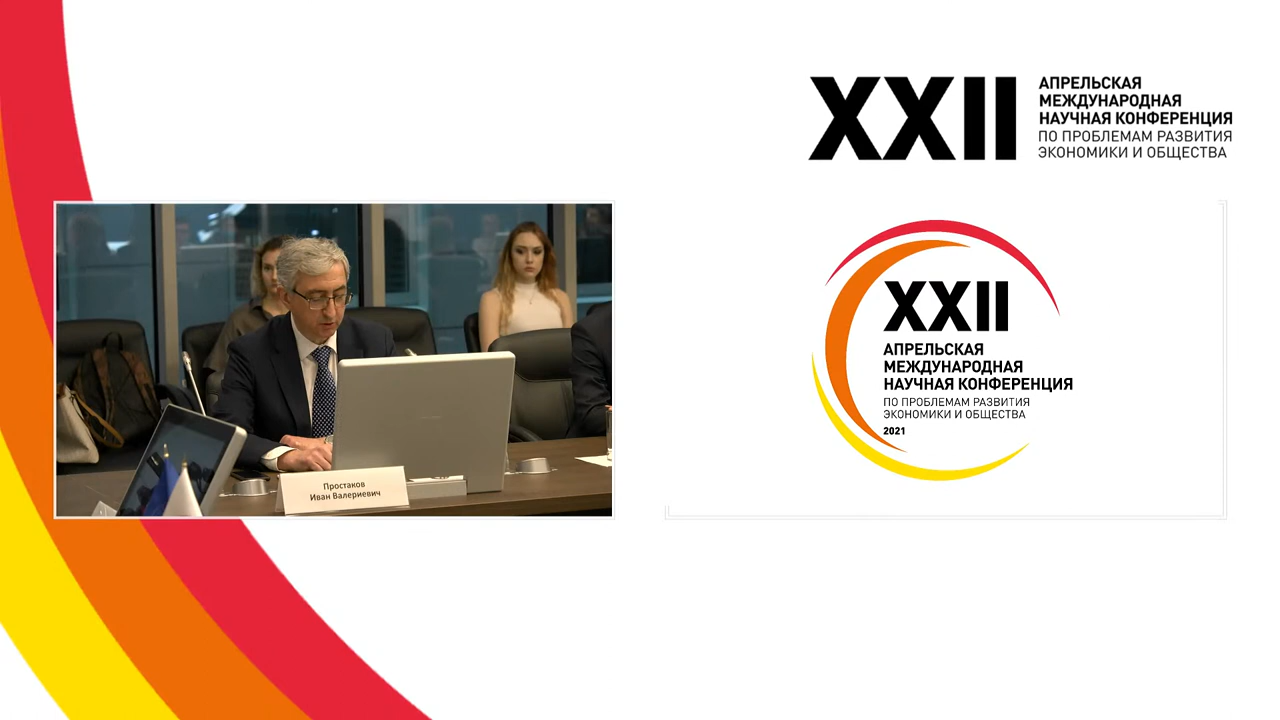 XXII
АПРЕЛЬСКАЯ
МЕЖДУНАРОДНАЯ
НАУЧНАЯ КОНФЕРЕНЦИЯ
ПО ПРОБЛЕМАМ РАЗВИТИЯ
ЭКОНОМИКИ И ОБЩЕСТВА
XXII
АПРЕЛЬСКАЯ
МЕЖДУНАРОДНАЯ
НАУЧНАЯ КОНФЕРЕНЦИЯ
ПО ПРОБЛЕМАМ РАЗВИТИЯ
ЭКОНОМИКИ И ОБЩЕСТВА
2021
Простаков
Иван Валериевич